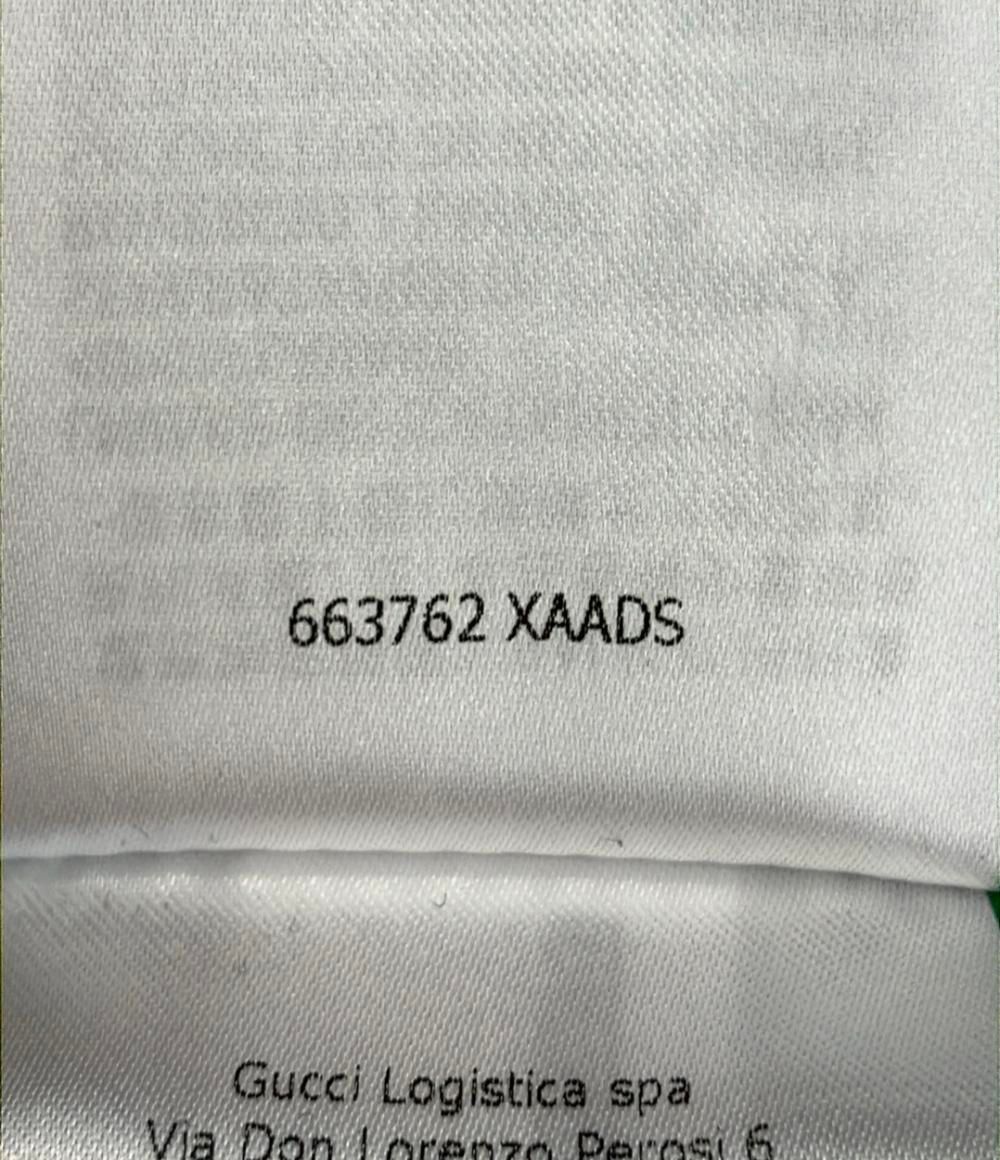 663762 XAADS
Gucci Logistica spa
Via Don Lorenzo Perosi 6